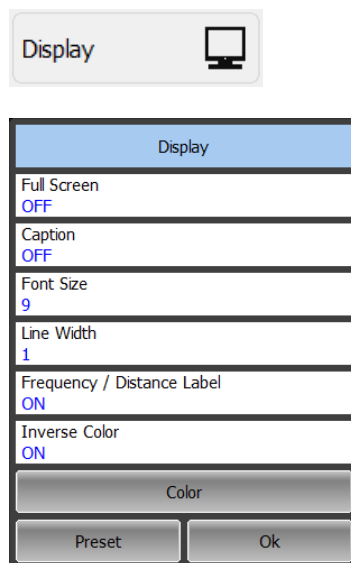 Display
Display
Full Screen
OFF
Caption
OFF
Font Size
9
Line Width
1
Frequency / Distance Label
ON
Inverse Color
ON
Color
Preset Ok